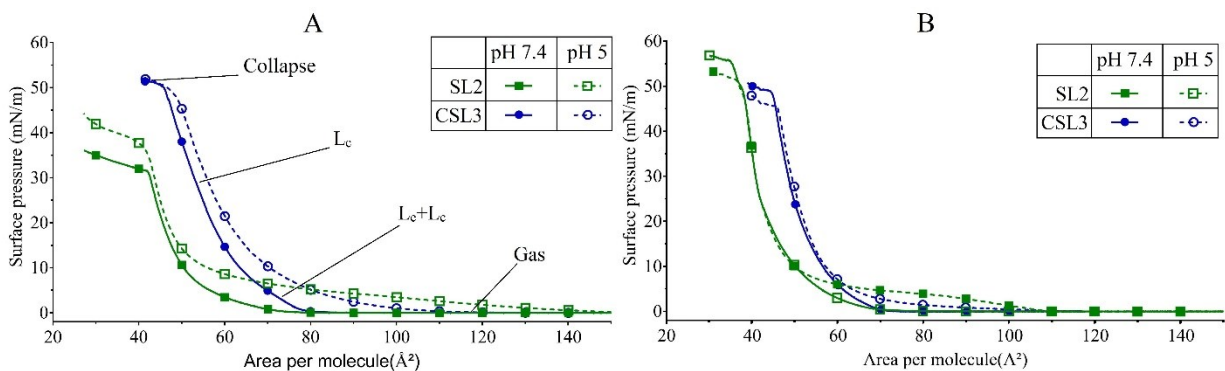 A
60
50
40
30
20
10
0
20
40
60
80
100
120
140
Surface pressure (mN/m)
Area per molecule(Å²)
Collapse
Lc
Le+Lc
Gas
pH 7.4
pH 5
SL2
CSL3
B
60
50
40
30
20
10
0
20
40
60
80
100
120
140
Surface pressure (mN/m)
Area per molecule(A²)
pH 7.4
pH 5
SL2
CSL3